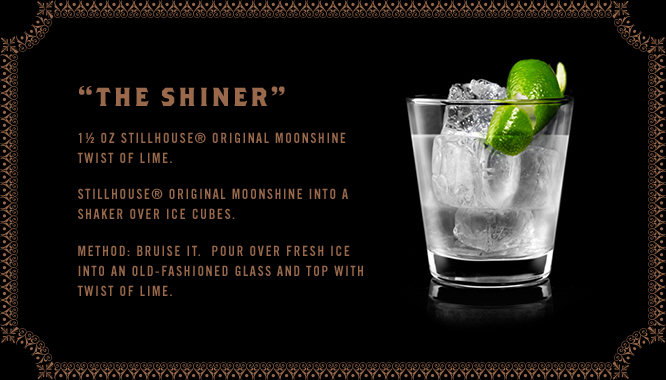 “THE SHINER”
1½ OZ STILLHOUSE® ORIGINAL MOONSHINE
TWIST OF LIME.
STILLHOUSE® ORIGINAL MOONSHINE INTO A
SHAKER OVER ICE CUBES.
METHOD: BRUISE IT. POUR OVER FRESH ICE
INTO AN OLD-FASHIONED GLASS AND TOP WITH
TWIST OF LIME.